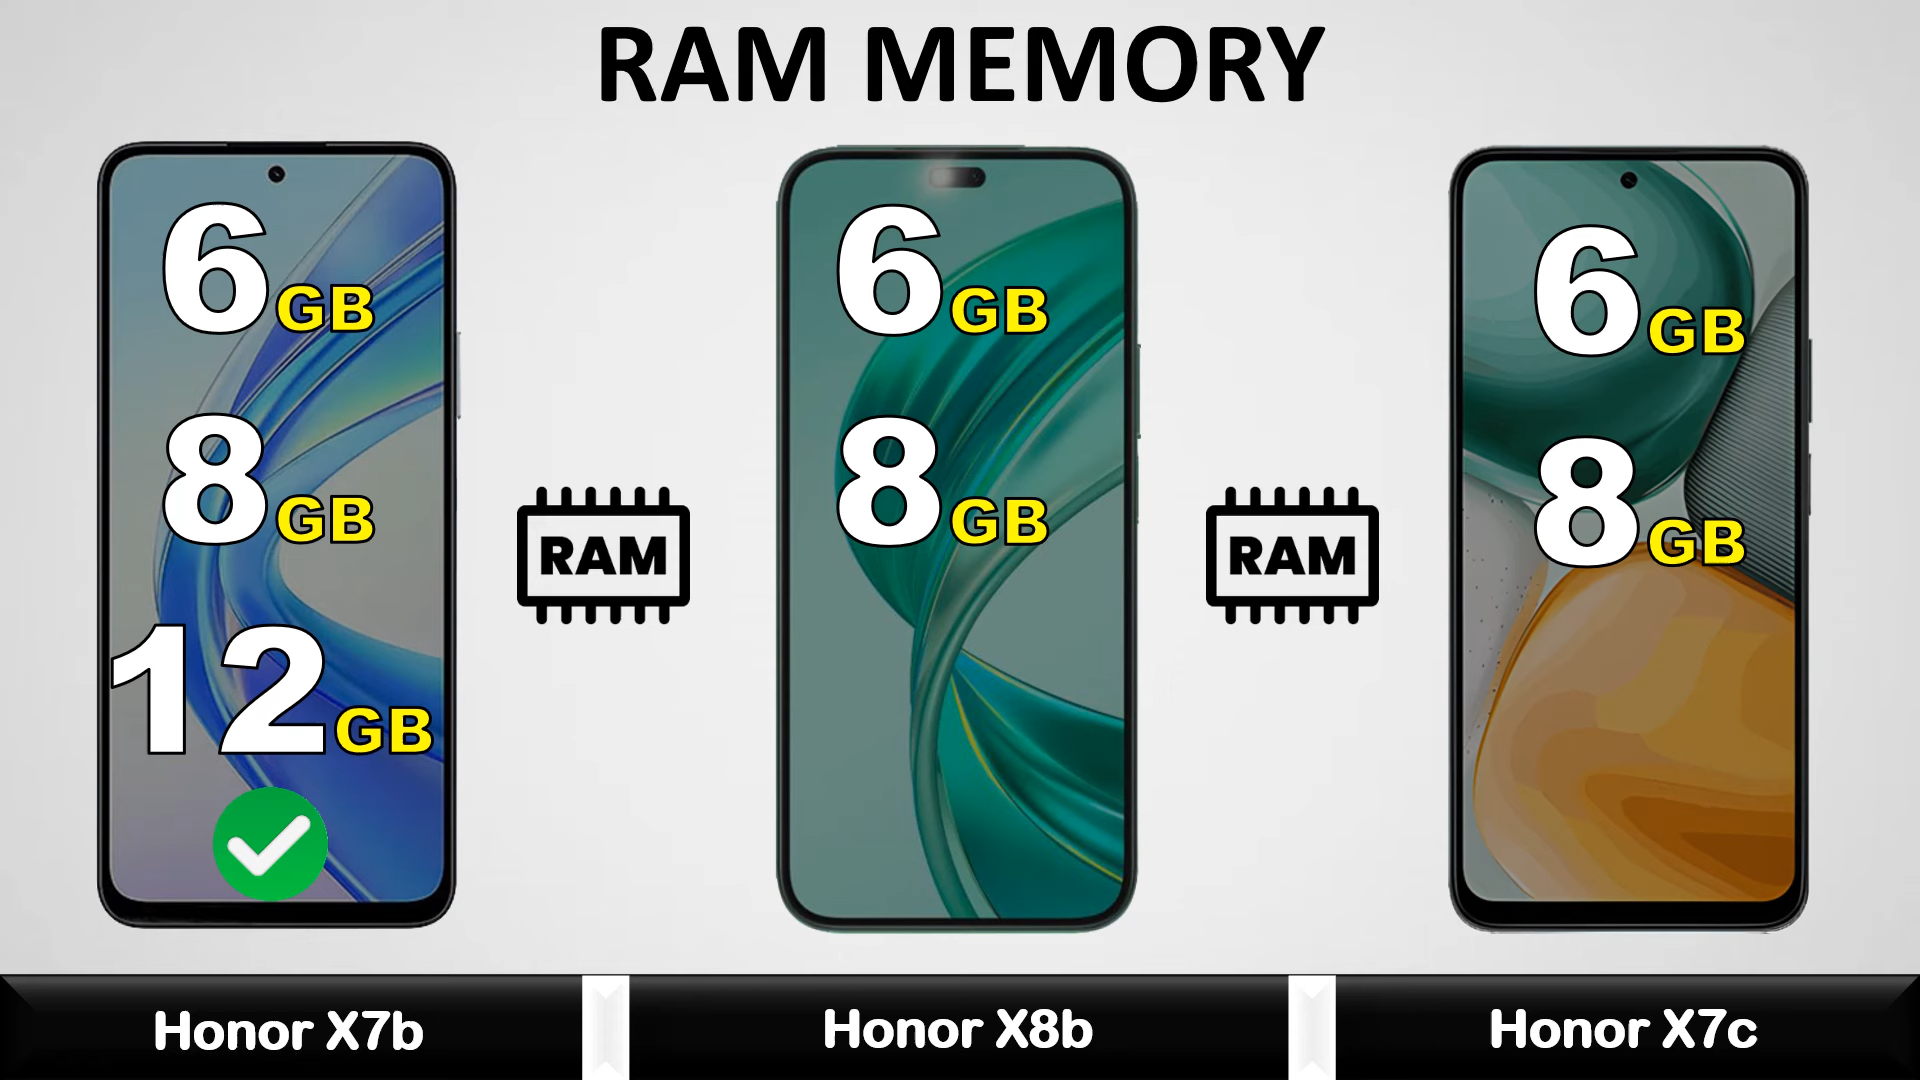 RAM MEMORY
6GB
8GB
12GB
RAM
6GB
8GB
RAM
6GB
8GB
Honor X7b
Honor X8b
Honor X7c